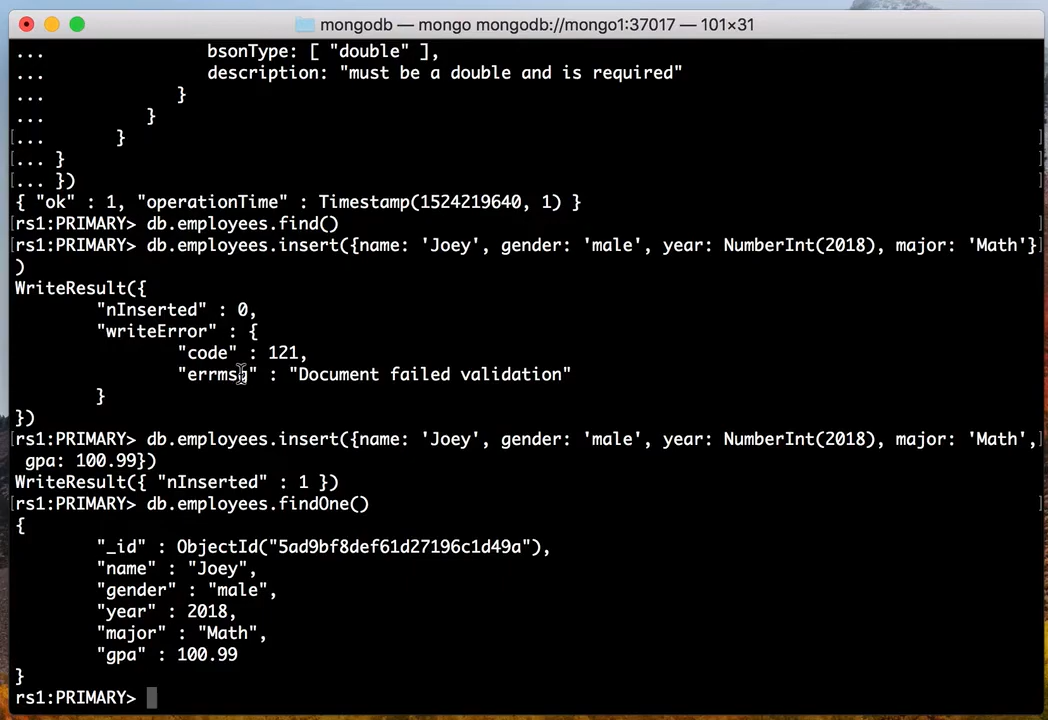 mongodb — mongo mongodb://mongo1:37017 — 101×31
... bsonType: [ "double" ],
... description: "must be a double and is required"
... }
... }
[... } ]
[... } ]
[... }) ]
{ "ok" : 1, "operationTime" : Timestamp(1524219640, 1) }
[rs1:PRIMARY> db.employees.find() ]
[rs1:PRIMARY> db.employees.insert({name: 'Joey', gender: 'male', year: NumberInt(2018), major: 'Math'}]
)
WriteResult({
"nInserted" : 0,
"writeError" : {
"code" : 121,
"errmsg" : "Document failed validation"
}
})
[rs1:PRIMARY> db.employees.insert({name: 'Joey', gender: 'male', year: NumberInt(2018), major: 'Math',]
gpa: 100.99})
WriteResult({ "nInserted" : 1 })
[rs1:PRIMARY> db.employees.findOne() ]
{
"_id" : ObjectId("5ad9bf8def61d27196c1d49a"),
"name" : "Joey",
"gender" : "male",
"year" : 2018,
"major" : "Math",
"gpa" : 100.99
}
rs1:PRIMARY>